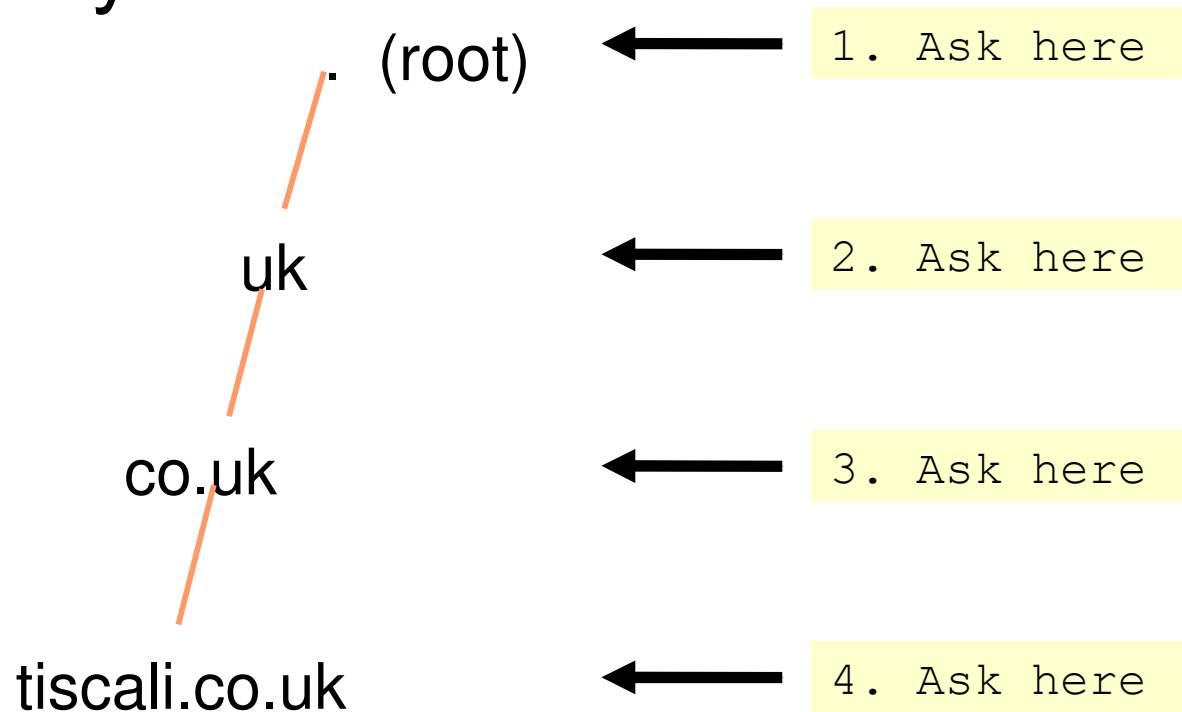 . (root)
1. Ask here
uk
2. Ask here
co.uk
3. Ask here
tiscali.co.uk
4. Ask here